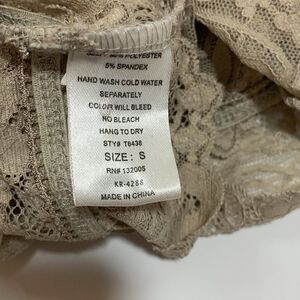 POLYESTER
5% SPANDEX
HAND WASH COLD WATER
SEPARATELY
COLOR WILL BLEED
NO BLEACH
HANG TO DRY
STY# T6436
SIZE: S
RN# 132005
KR-4286
MADE IN CHINA